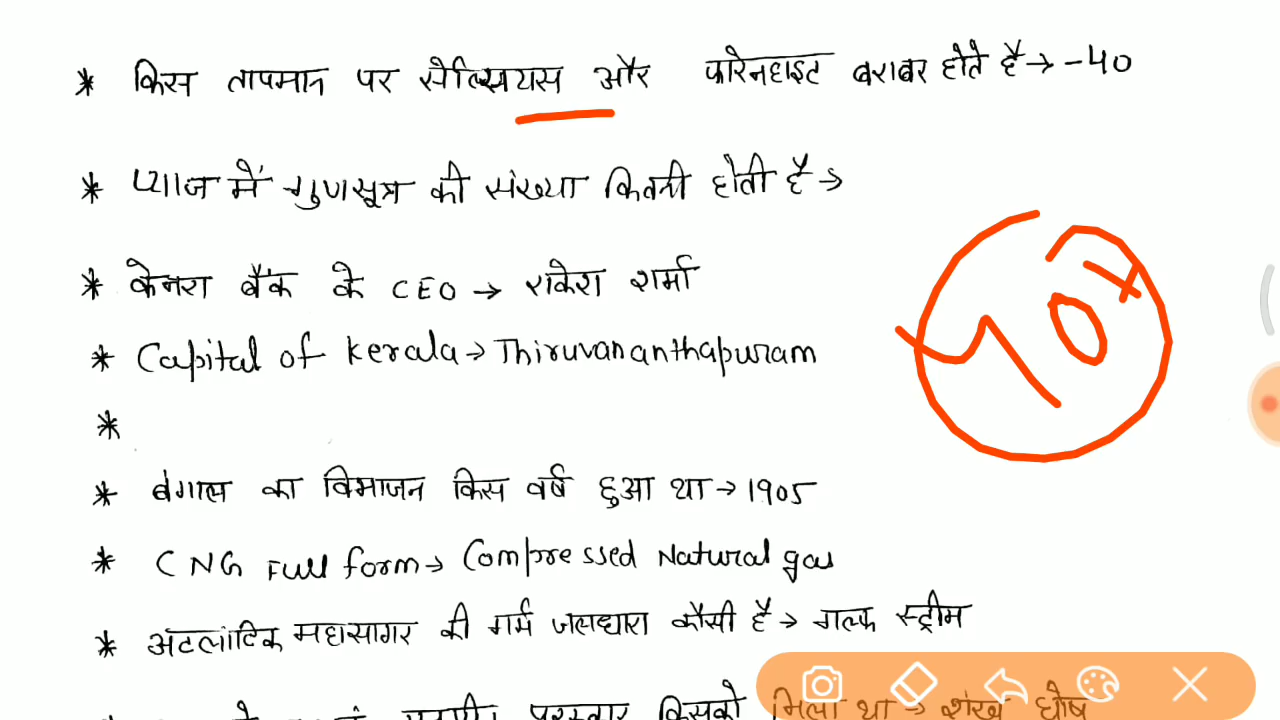 * किस तापमान पर सेल्सियस और फारेनहाइट बराबर होते है → -40
* प्याज में गुणसूत्र की संख्या कितनी होती है →
* केनरा बैंक के CEO → राकेश शर्मा
* Capital of Kerala → Thiruvananthapuram
*
* बंगाल का विभाजन किस वर्ष हुआ था → 1905
* CNG Full form → Compressed Natural gas
* अटलांटिक महासागर की गर्म जलधारा कौसी है → गल्फ स्ट्रीम
पुरस्कार किसको मिला था → शंख घोष